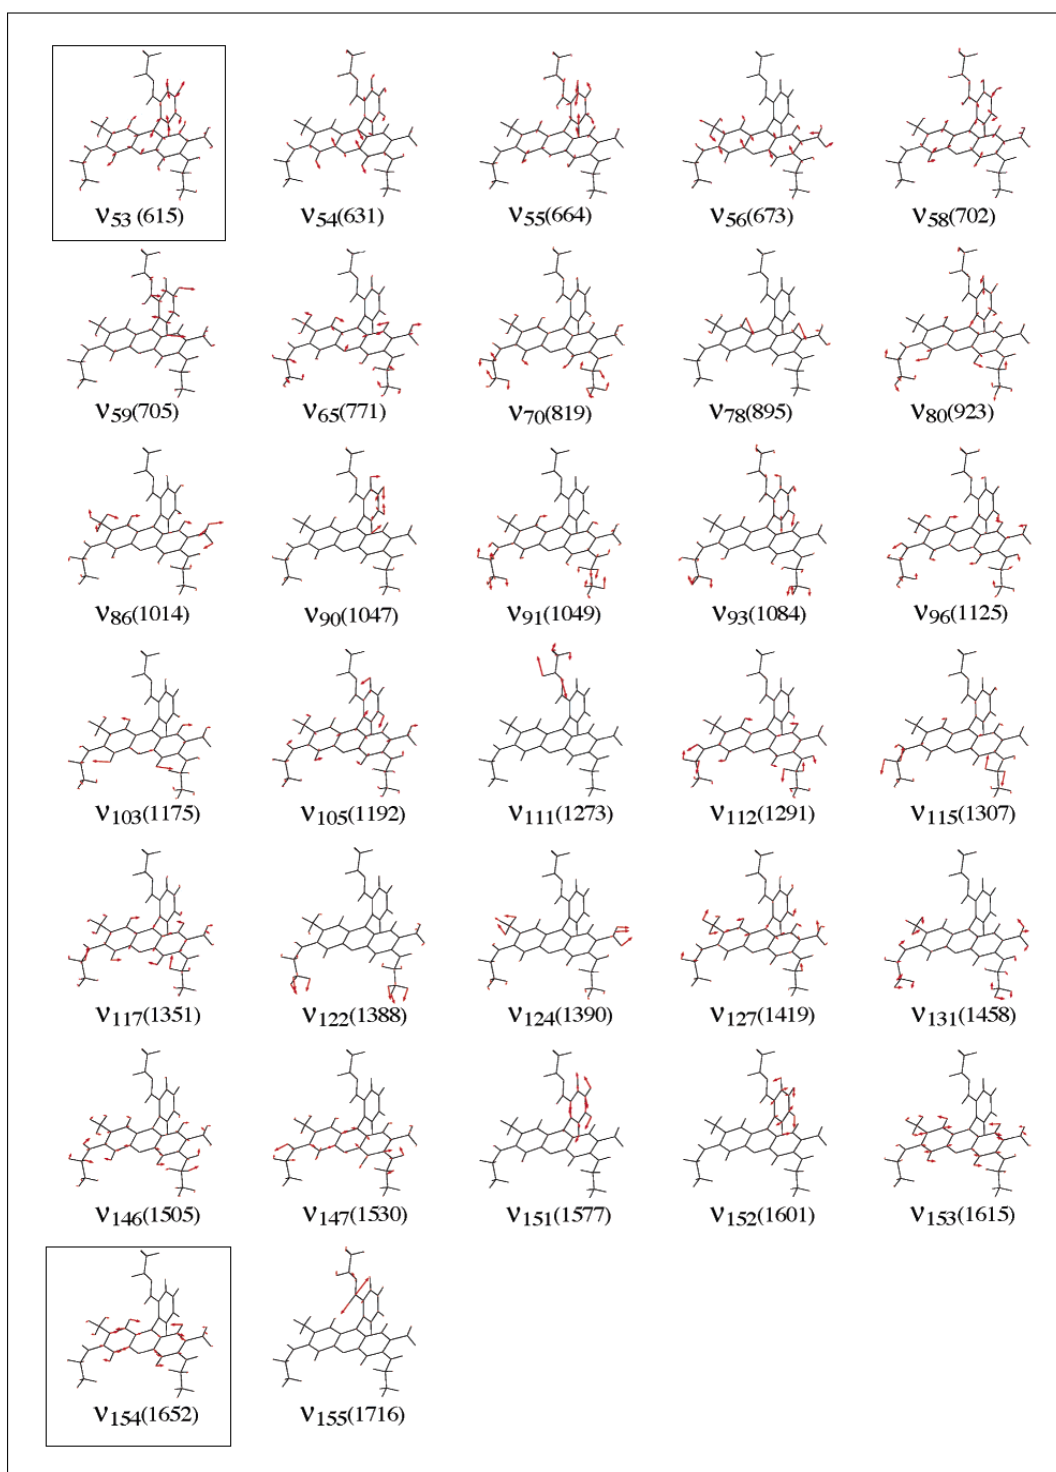 ν53 (615) ν54(631) ν55(664) ν56(673) ν58(702)
ν59(705) ν65(771) ν70(819) ν78(895) ν80(923)
ν86(1014) ν90(1047) ν91(1049) ν93(1084) ν96(1125)
ν103(1175) ν105(1192) ν111(1273) ν112(1291) ν115(1307)
ν117(1351) ν122(1388) ν124(1390) ν127(1419) ν131(1458)
ν146(1505) ν147(1530) ν151(1577) ν152(1601) ν153(1615)
ν154(1652) ν155(1716)